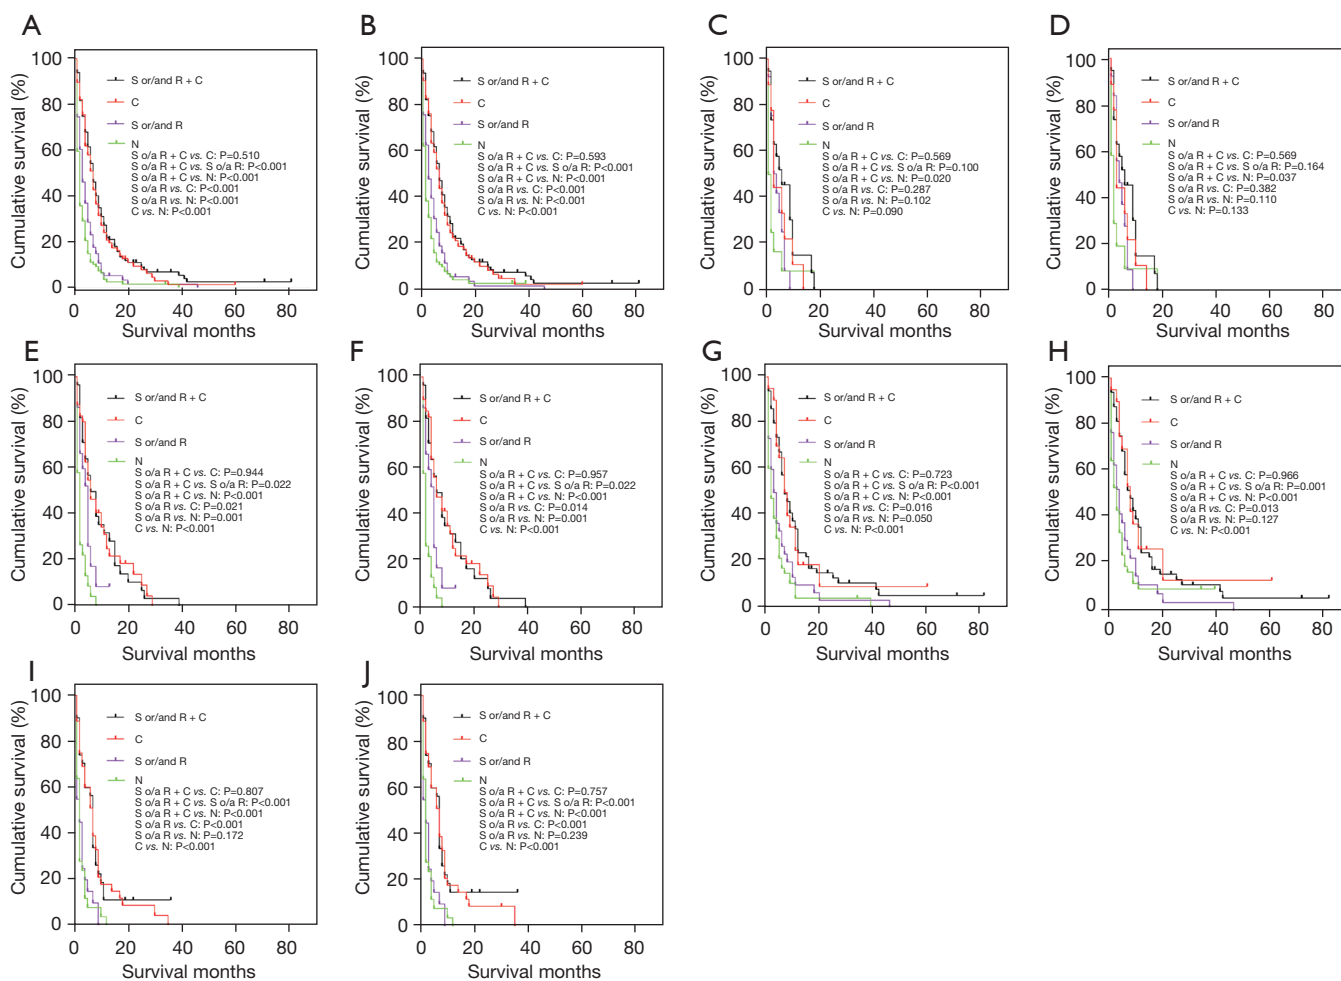 A
Cumulative survival (%)
100
80
60
40
20
0
S or/and R + C
C
S or/and R
N
S o/a R + C vs. C: P=0.510
S o/a R + C vs. S o/a R: P<0.001
S o/a R + C vs. N: P<0.001
S o/a R vs. C: P<0.001
S o/a R vs. N: P<0.001
C vs. N: P<0.001
0 20 40 60 80
Survival months
B
Cumulative survival (%)
100
80
60
40
20
0
S or/and R + C
C
S or/and R
N
S o/a R + C vs. C: P=0.593
S o/a R + C vs. S o/a R: P<0.001
S o/a R + C vs. N: P<0.001
S o/a R vs. C: P<0.001
S o/a R vs. N: P<0.001
C vs. N: P<0.001
0 20 40 60 80
Survival months
C
Cumulative survival (%)
100
80
60
40
20
0
S or/and R + C
C
S or/and R
N
S o/a R + C vs. C: P=0.569
S o/a R + C vs. S o/a R: P=0.100
S o/a R + C vs. N: P=0.020
S o/a R vs. C: P=0.287
S o/a R vs. N: P=0.102
C vs. N: P=0.090
0 20 40 60 80
Survival months
D
Cumulative survival (%)
100
80
60
40
20
0
S or/and R + C
C
S or/and R
N
S o/a R + C vs. C: P=0.569
S o/a R + C vs. S o/a R: P=0.164
S o/a R + C vs. N: P=0.037
S o/a R vs. C: P=0.382
S o/a R vs. N: P=0.110
C vs. N: P=0.133
0 20 40 60 80
Survival months
E
Cumulative survival (%)
100
80
60
40
20
0
S or/and R + C
C
S or/and R
N
S o/a R + C vs. C: P=0.944
S o/a R + C vs. S o/a R: P=0.022
S o/a R + C vs. N: P<0.001
S o/a R vs. C: P=0.021
S o/a R vs. N: P=0.001
C vs. N: P<0.001
0 20 40 60 80
Survival months
F
Cumulative survival (%)
100
80
60
40
20
0
S or/and R + C
C
S or/and R
N
S o/a R + C vs. C: P=0.957
S o/a R + C vs. S o/a R: P=0.022
S o/a R + C vs. N: P<0.001
S o/a R vs. C: P=0.014
S o/a R vs. N: P=0.001
C vs. N: P<0.001
0 20 40 60 80
Survival months
G
Cumulative survival (%)
100
80
60
40
20
0
S or/and R + C
C
S or/and R
N
S o/a R + C vs. C: P=0.723
S o/a R + C vs. S o/a R: P<0.001
S o/a R + C vs. N: P<0.001
S o/a R vs. C: P=0.016
S o/a R vs. N: P=0.050
C vs. N: P<0.001
0 20 40 60 80
Survival months
H
Cumulative survival (%)
100
80
60
40
20
0
S or/and R + C
C
S or/and R
N
S o/a R + C vs. C: P=0.966
S o/a R + C vs. S o/a R: P=0.001
S o/a R + C vs. N: P<0.001
S o/a R vs. C: P=0.013
S o/a R vs. N: P=0.127
C vs. N: P<0.001
0 20 40 60 80
Survival months
I
Cumulative survival (%)
100
80
60
40
20
0
S or/and R + C
C
S or/and R
N
S o/a R + C vs. C: P=0.807
S o/a R + C vs. S o/a R: P<0.001
S o/a R + C vs. N: P<0.001
S o/a R vs. C: P<0.001
S o/a R vs. N: P=0.172
C vs. N: P<0.001
0 20 40 60 80
Survival months
J
Cumulative survival (%)
100
80
60
40
20
0
S or/and R + C
C
S or/and R
N
S o/a R + C vs. C: P=0.757
S o/a R + C vs. S o/a R: P<0.001
S o/a R + C vs. N: P<0.001
S o/a R vs. C: P<0.001
S o/a R vs. N: P=0.239
C vs. N: P<0.001
0 20 40 60 80
Survival months